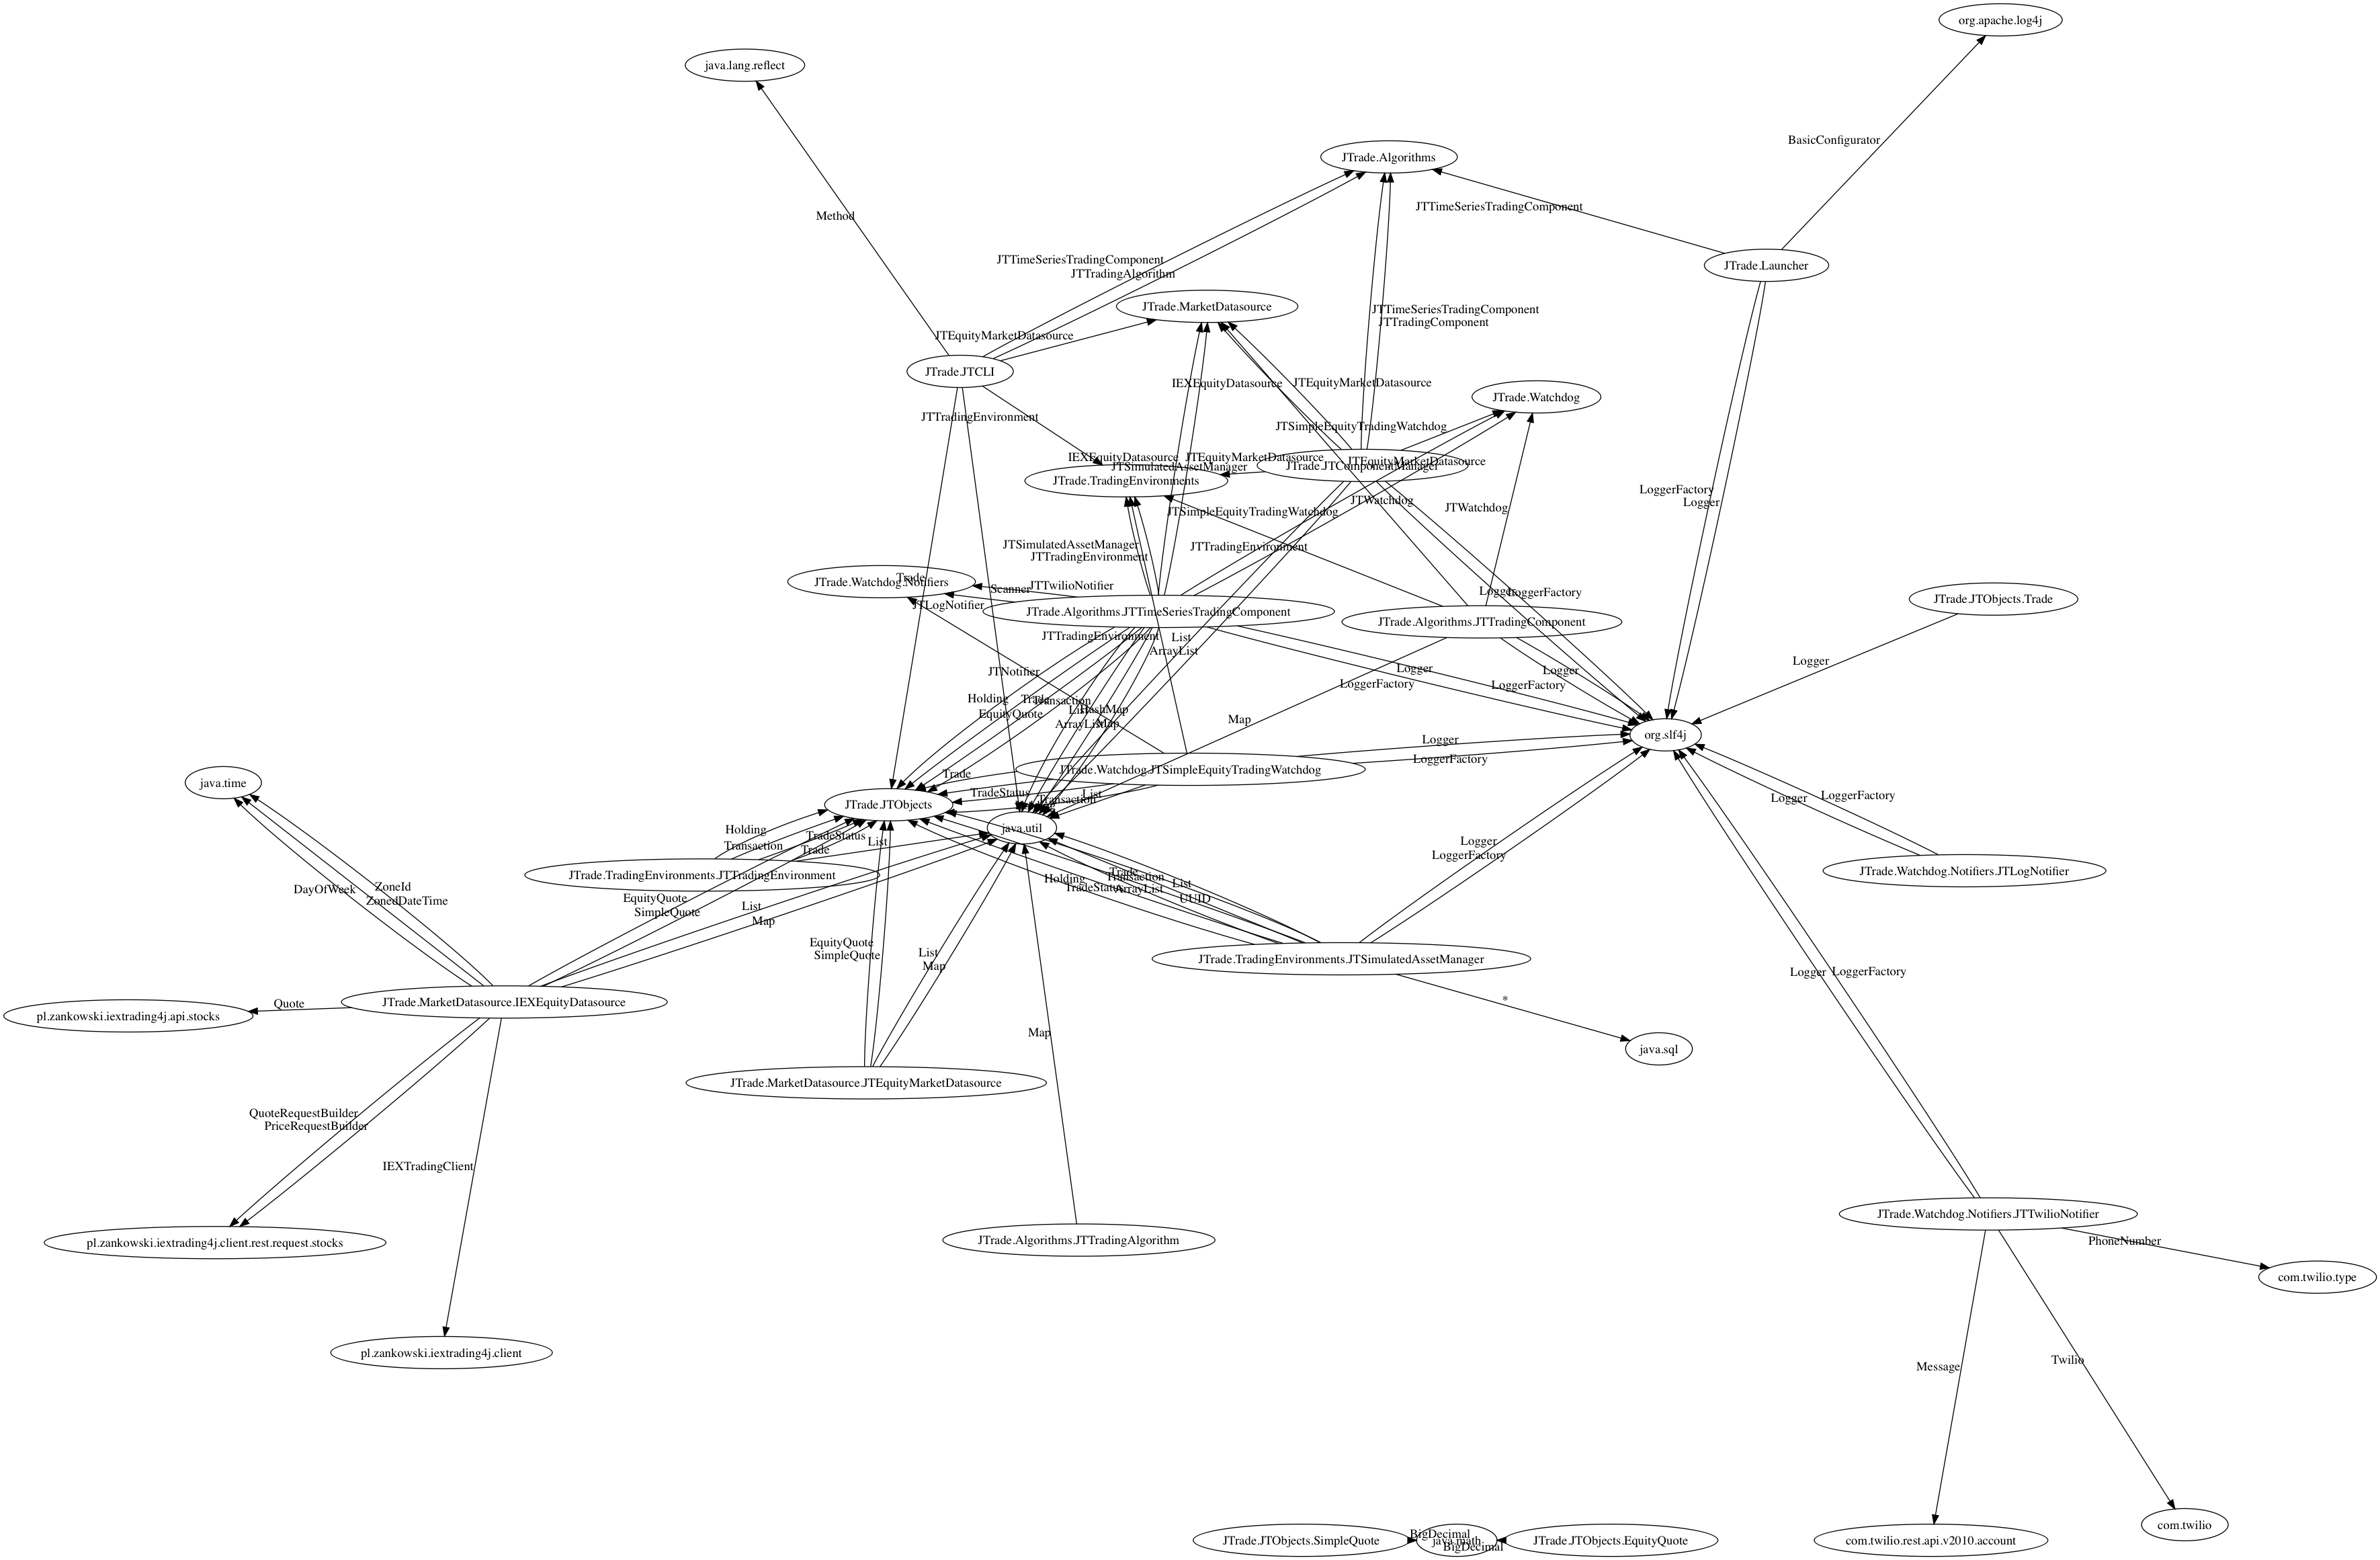 org.apache.log4j
java.lang.reflect
BasicConfigurator
JTrade.Algorithms
Method
JTTimeSeriesTradingComponent
JTTimeSeriesTradingComponent
JTrade.Launcher
JTTradingAlgorithm
JTrade.MarketDatasource
JTTimeSeriesTradingComponent
JTTradingComponent
JTEquityMarketDatasource
JTrade.JTCLI
IEXEquityDatasource
JTEquityMarketDatasource
JTrade.Watchdog
JTTradingEnvironment
JTSimpleEquityTradingWatchdog
IEXEquityDatasource
JTEquityMarketDatasource
JTEquityMarketDatasource
JTSimulatedAssetManager
JTrade.JTComponentManager
JTrade.TradingEnvironments
LoggerFactory
Logger
JTWatchdog
JTWatchdog
JTSimpleEquityTradingWatchdog
JTSimulatedAssetManager
JTTradingEnvironment
JTTradingEnvironment
JTrade.Watchdog.Notifiers
Trade
Scanner
JTTwilioNotifier
Logger
LoggerFactory
JTrade.JTObjects.Trade
JTLogNotifier
JTrade.Algorithms.JTTimeSeriesTradingComponent
JTrade.Algorithms.JTTradingComponent
JTTradingEnvironment
List
ArrayList
Logger
JTNotifier
Logger
Logger
LoggerFactory
LoggerFactory
Holding
Trade
Transaction
EquityQuote
List
HashMap
ArrayList
Map
Map
org.slf4j
Logger
LoggerFactory
JTrade.Watchdog.JTSimpleEquityTradingWatchdog
Trade
java.time
TradeStatus
Transaction
List
JTrade.JTObjects
LoggerFactory
Logger
java.util
Holding
Transaction
TradeStatus
Trade
List
Logger
LoggerFactory
JTrade.TradingEnvironments.JTTradingEnvironment
JTrade.Watchdog.Notifiers.JTLogNotifier
DayOfWeek
ZoneId
ZonedDateTime
Holding
TradeStatus
Trade
Transaction
ArrayList
List
UUID
EquityQuote
SimpleQuote
List
Map
EquityQuote
SimpleQuote
List
Map
JTrade.TradingEnvironments.JTSimulatedAssetManager
Logger
LoggerFactory
JTrade.MarketDatasource.IEXEquityDatasource
Quote
pl.zankowski.iextrading4j.api.stocks
*
Map
java.sql
JTrade.MarketDatasource.JTEquityMarketDatasource
QuoteRequestBuilder
PriceRequestBuilder
IEXTradingClient
JTrade.Watchdog.Notifiers.JTTwilioNotifier
pl.zankowski.iextrading4j.client.rest.request.stocks
JTrade.Algorithms.JTTradingAlgorithm
PhoneNumber
com.twilio.type
pl.zankowski.iextrading4j.client
Message
Twilio
com.twilio
JTrade.JTObjects.SimpleQuote
BigDecimal
java.math
BigDecimal
JTrade.JTObjects.EquityQuote
com.twilio.rest.api.v2010.account